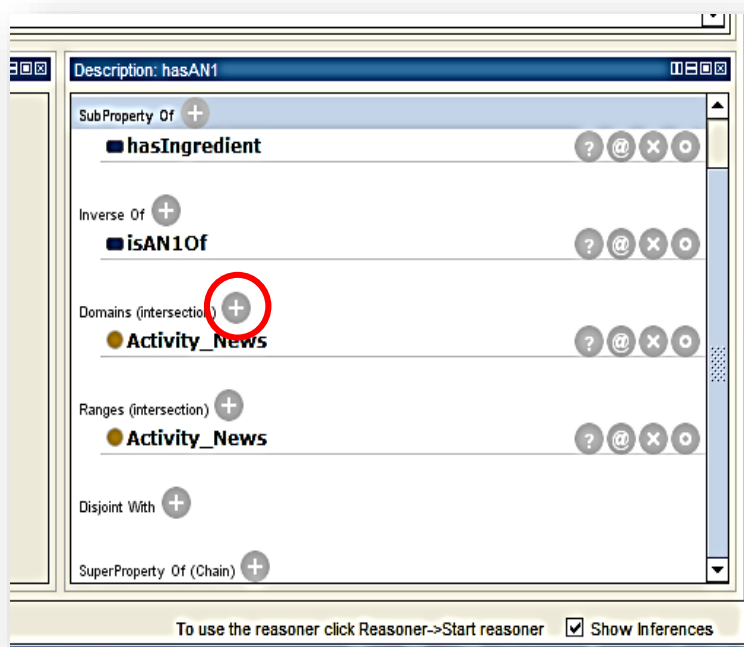 Description: hasAN1
SubProperty Of
hasIngredient
Inverse Of
isAN1Of
Domains (intersection)
Activity_News
Ranges (intersection)
Activity_News
Disjoint With
SuperProperty Of (Chain)
To use the reasoner click Reasoner->Start reasoner Show Inferences